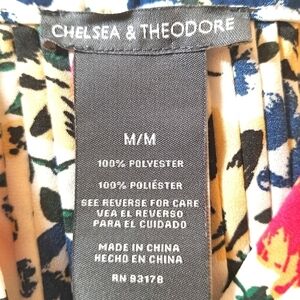 CHELSEA & THEODORE
M/M
100% POLYESTER
100% POLIÉSTER
SEE REVERSE FOR CARE
VEA EL REVERSO
PARA EL CUIDADO
MADE IN CHINA
HECHO EN CHINA
RN 93178